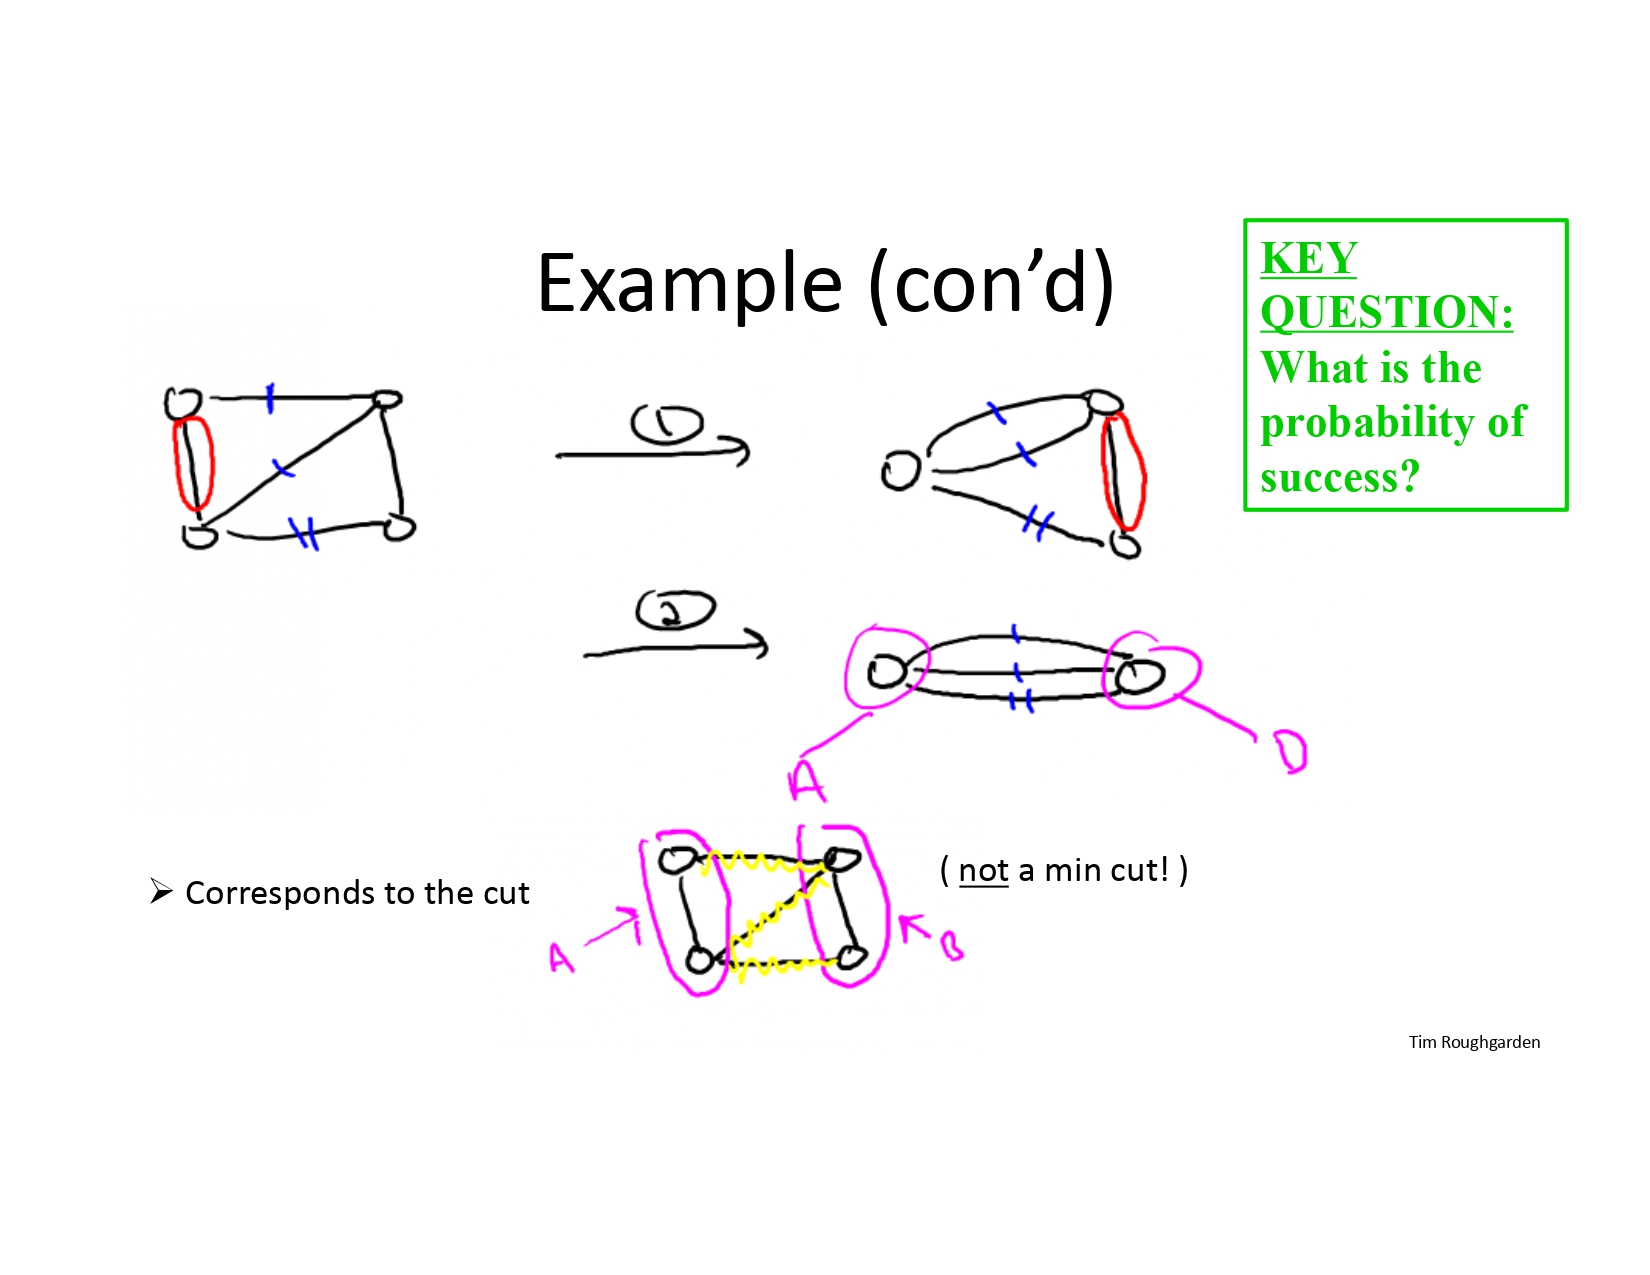 Example (con’d)
KEY
QUESTION:
What is the
probability of
success?
1
2
A
D
➢ Corresponds to the cut
( not a min cut! )
A
B
Tim Roughgarden